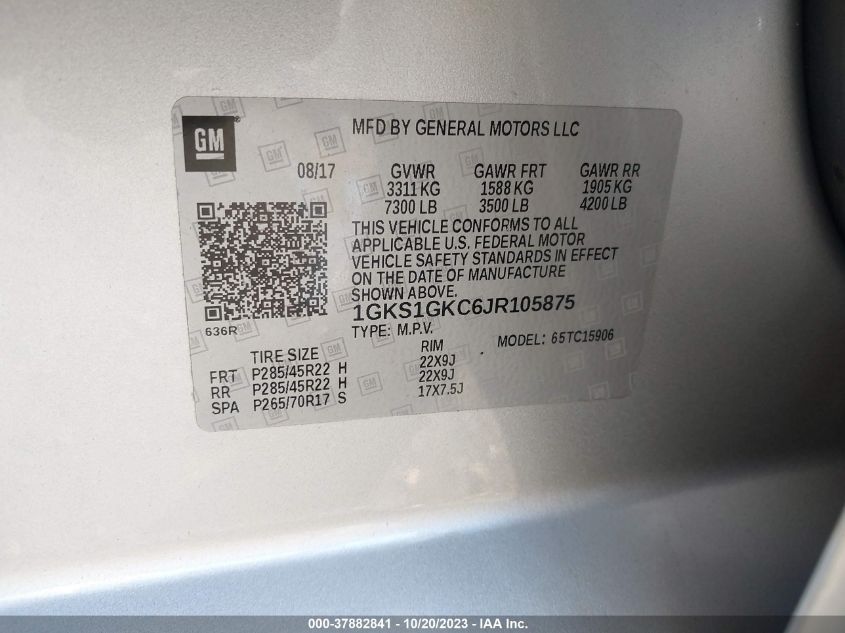 GM
MFD BY GENERAL MOTORS LLC
08/17 GVWR GAWR FRT GAWR RR
3311 KG 1588 KG 1905 KG
7300 LB 3500 LB 4200 LB
THIS VEHICLE CONFORMS TO ALL
APPLICABLE U.S. FEDERAL MOTOR
VEHICLE SAFETY STANDARDS IN EFFECT
ON THE DATE OF MANUFACTURE
SHOWN ABOVE.
1GKS1GKC6JR105875
636R
TYPE: M.P.V. MODEL: 65TC15906
TIRE SIZE RIM
FRT P285/45R22 H 22X9J
RR P285/45R22 H 22X9J
SPA P265/70R17 S 17X7.5J
000-37882841 - 10/20/2023 - IAA Inc.